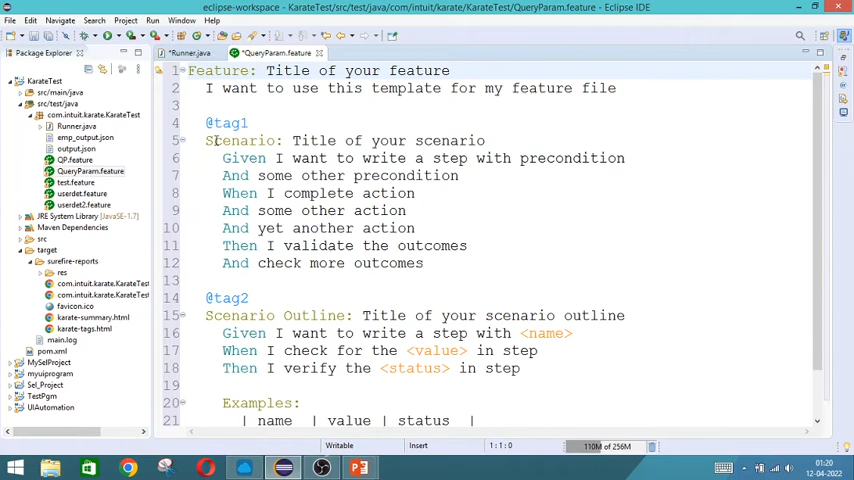 eclipse-workspace - KarateTest/src/test/java/com/intuit/karate/KarateTest/QueryParam.feature - Eclipse IDE
File Edit Navigate Search Project Run Window Help
Package Explorer
*Runner.java
*QueryParam.feature
KarateTest
src/main/java
src/test/java
com.intuit.karate.KarateTest
Runner.java
emp_output.json
output.json
QP.feature
QueryParam.feature
test.feature
userdet.feature
userdet2.feature
JRE System Library [JavaSE-1.7]
Maven Dependencies
src
target
surefire-reports
res
com.intuit.karate.KarateTest
com.intuit.karate.KarateTest
favicon.ico
karate-summary.html
karate-tags.html
main.log
pom.xml
MySelProject
myuiprogram
Sel_Project
TestPgm
UIAutomation
1 Feature: Title of your feature
2 I want to use this template for my feature file
3
4 @tag1
5 Scenario: Title of your scenario
6 Given I want to write a step with precondition
7 And some other precondition
8 When I complete action
9 And some other action
10 And yet another action
11 Then I validate the outcomes
12 And check more outcomes
13
14 @tag2
15 Scenario Outline: Title of your scenario outline
16 Given I want to write a step with <name>
17 When I check for the <value> in step
18 Then I verify the <status> in step
19
20 Examples:
21 | name | value | status |
Writable Insert 1:1:0 110M of 256M
01:20
12-04-2022